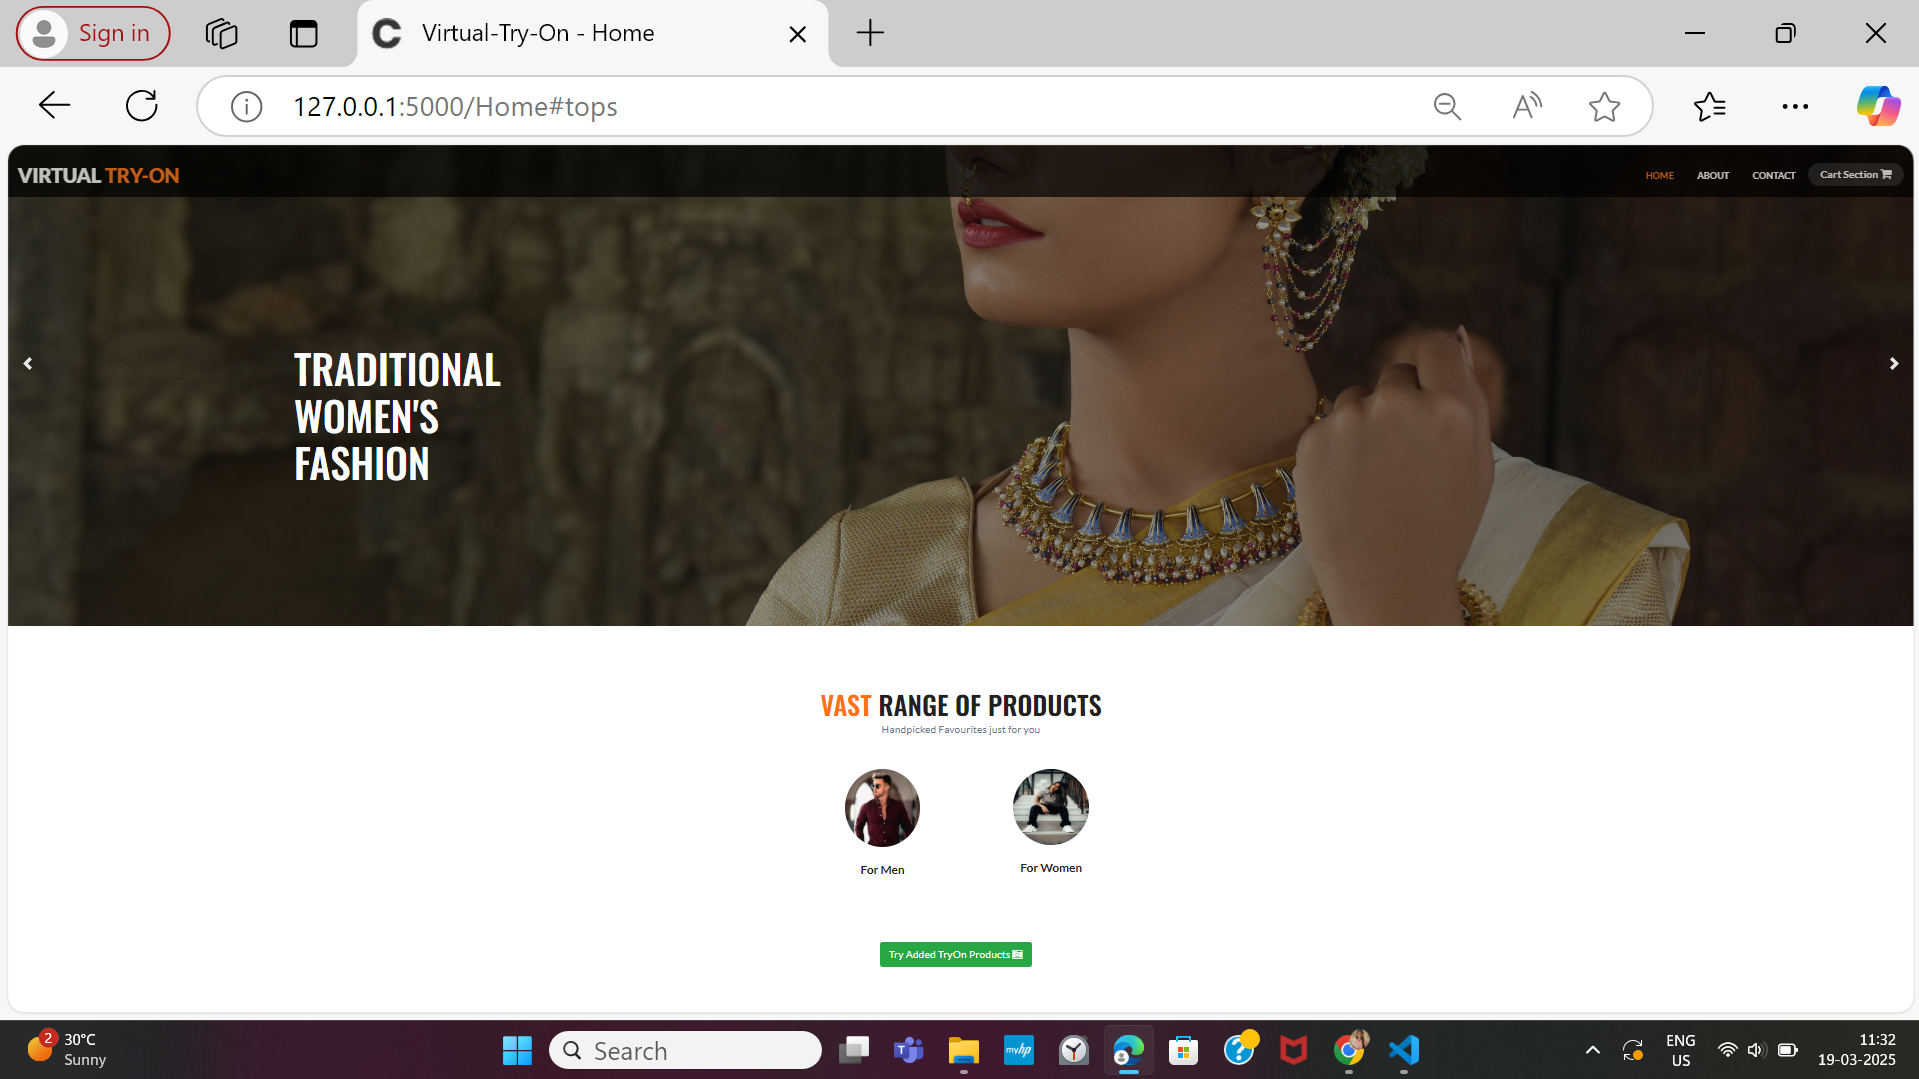 Sign in
Virtual-Try-On - Home
127.0.0.1:5000/Home#tops
VIRTUAL TRY-ON
HOME
ABOUT
CONTACT
Cart Section
TRADITIONAL
WOMEN'S
FASHION
VAST RANGE OF PRODUCTS
Handpicked Favourites just for you
For Men
For Women
Try Added TryOn Products
2
30°C
Sunny
Search
T
myhp
?
ENG
US
11:32
19-03-2025